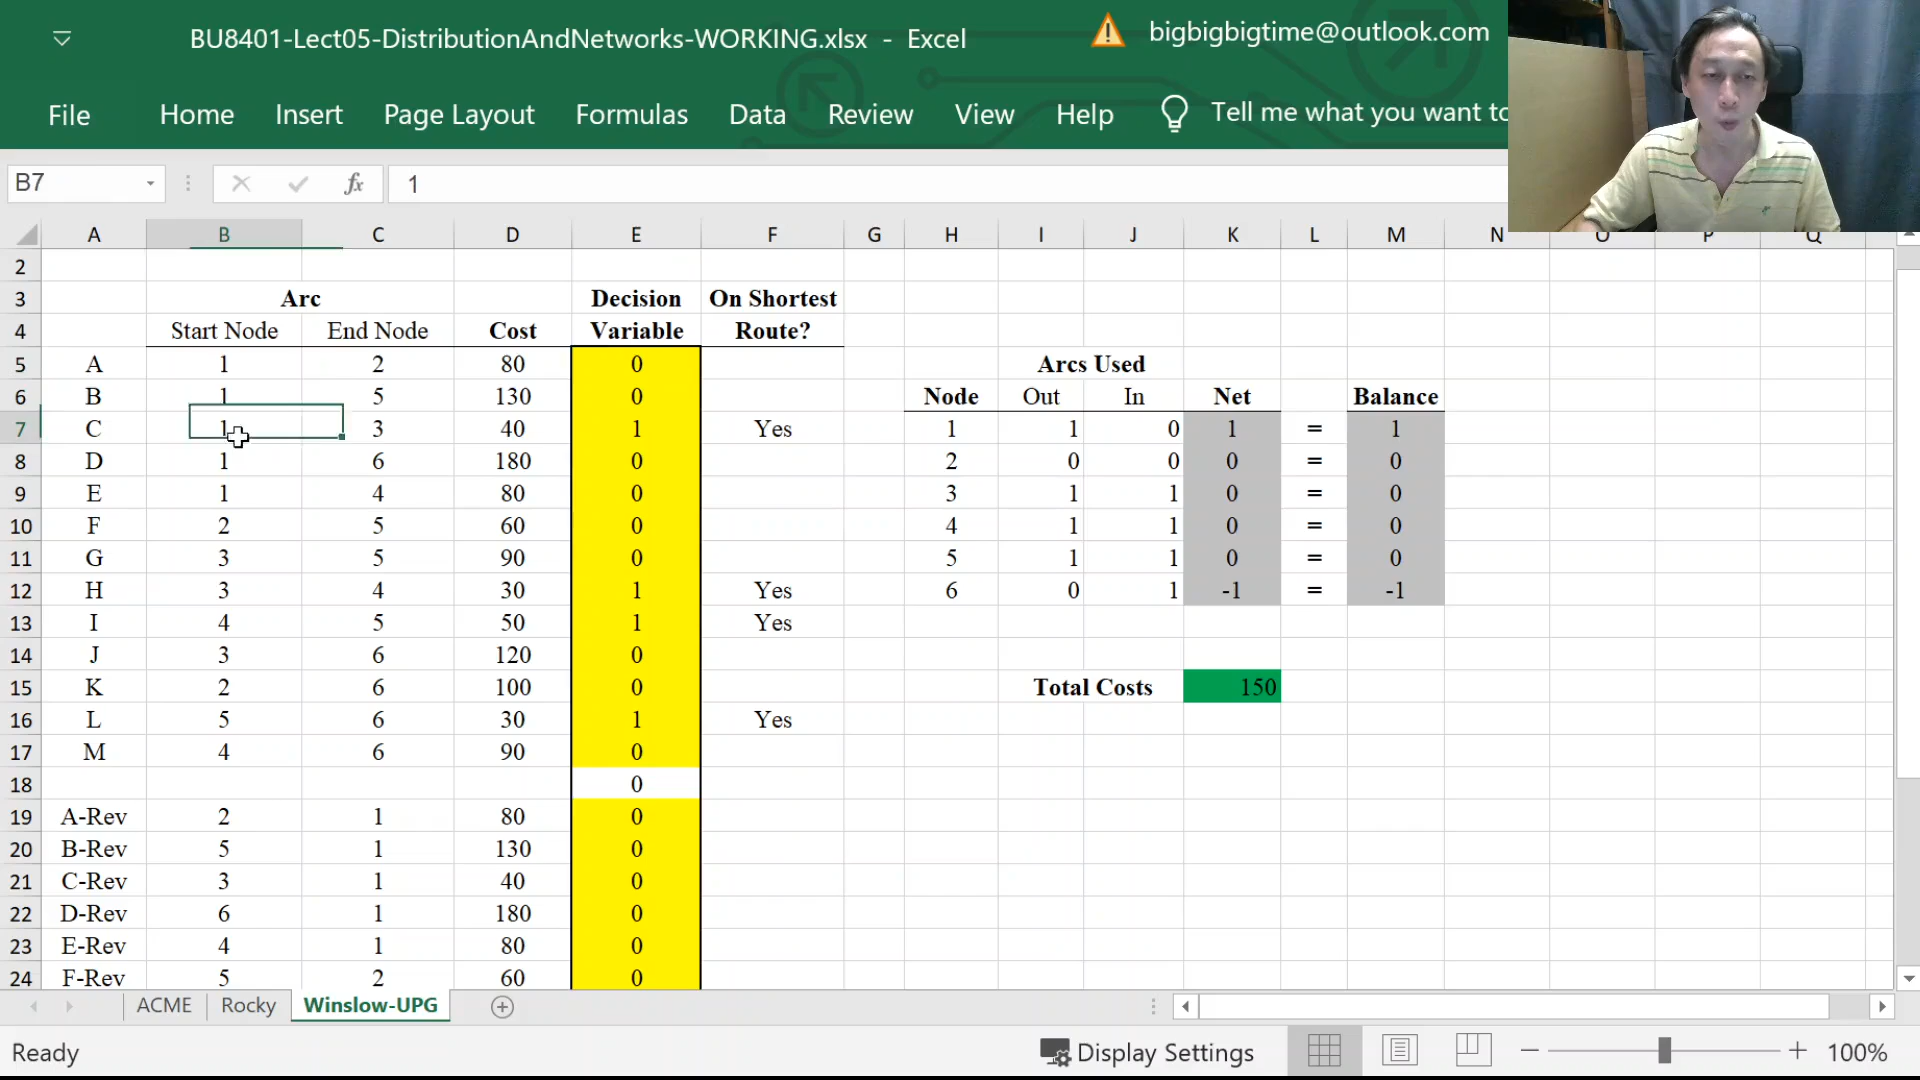 BU8401-Lect05-DistributionAndNetworks-WORKING.xlsx - Excel
bigbigbigtime@outlook.com
File Home Insert Page Layout Formulas Data Review View Help Tell me what you want to
B7 fx 1
A B C D E F G H I J K L M N O P Q
2
3 Arc Decision On Shortest
4 Start Node End Node Cost Variable Route?
5 A 1 2 80 0 Arcs Used
6 B 1 5 130 0 Node Out In Net Balance
7 C 1 3 40 1 Yes 1 1 0 1 = 1
8 D 1 6 180 0 2 0 0 0 = 0
9 E 1 4 80 0 3 1 1 0 = 0
10 F 2 5 60 0 4 1 1 0 = 0
11 G 3 5 90 0 5 1 1 0 = 0
12 H 3 4 30 1 Yes 6 0 1 -1 = -1
13 I 4 5 50 1 Yes
14 J 3 6 120 0
15 K 2 6 100 0 Total Costs 150
16 L 5 6 30 1 Yes
17 M 4 6 90 0
18 0
19 A-Rev 2 1 80 0
20 B-Rev 5 1 130 0
21 C-Rev 3 1 40 0
22 D-Rev 6 1 180 0
23 E-Rev 4 1 80 0
24 F-Rev 5 2 60 0
ACME Rocky Winslow-UPG
Ready Display Settings 100%